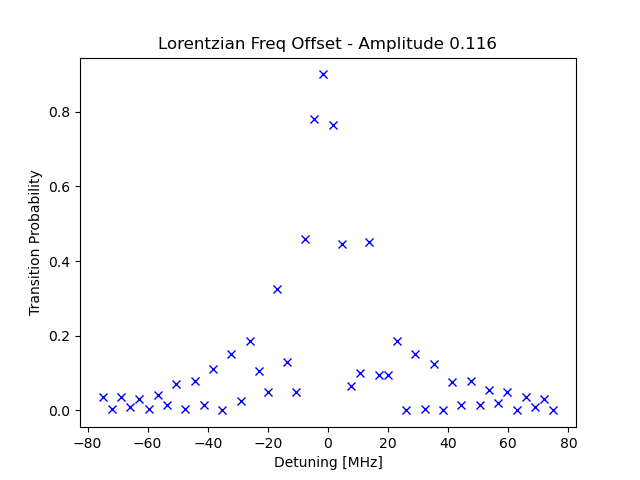 Lorentzian Freq Offset - Amplitude 0.116
Transition Probability
0.8
0.6
0.4
0.2
0.0
−80 −60 −40 −20 0 20 40 60 80
Detuning [MHz]